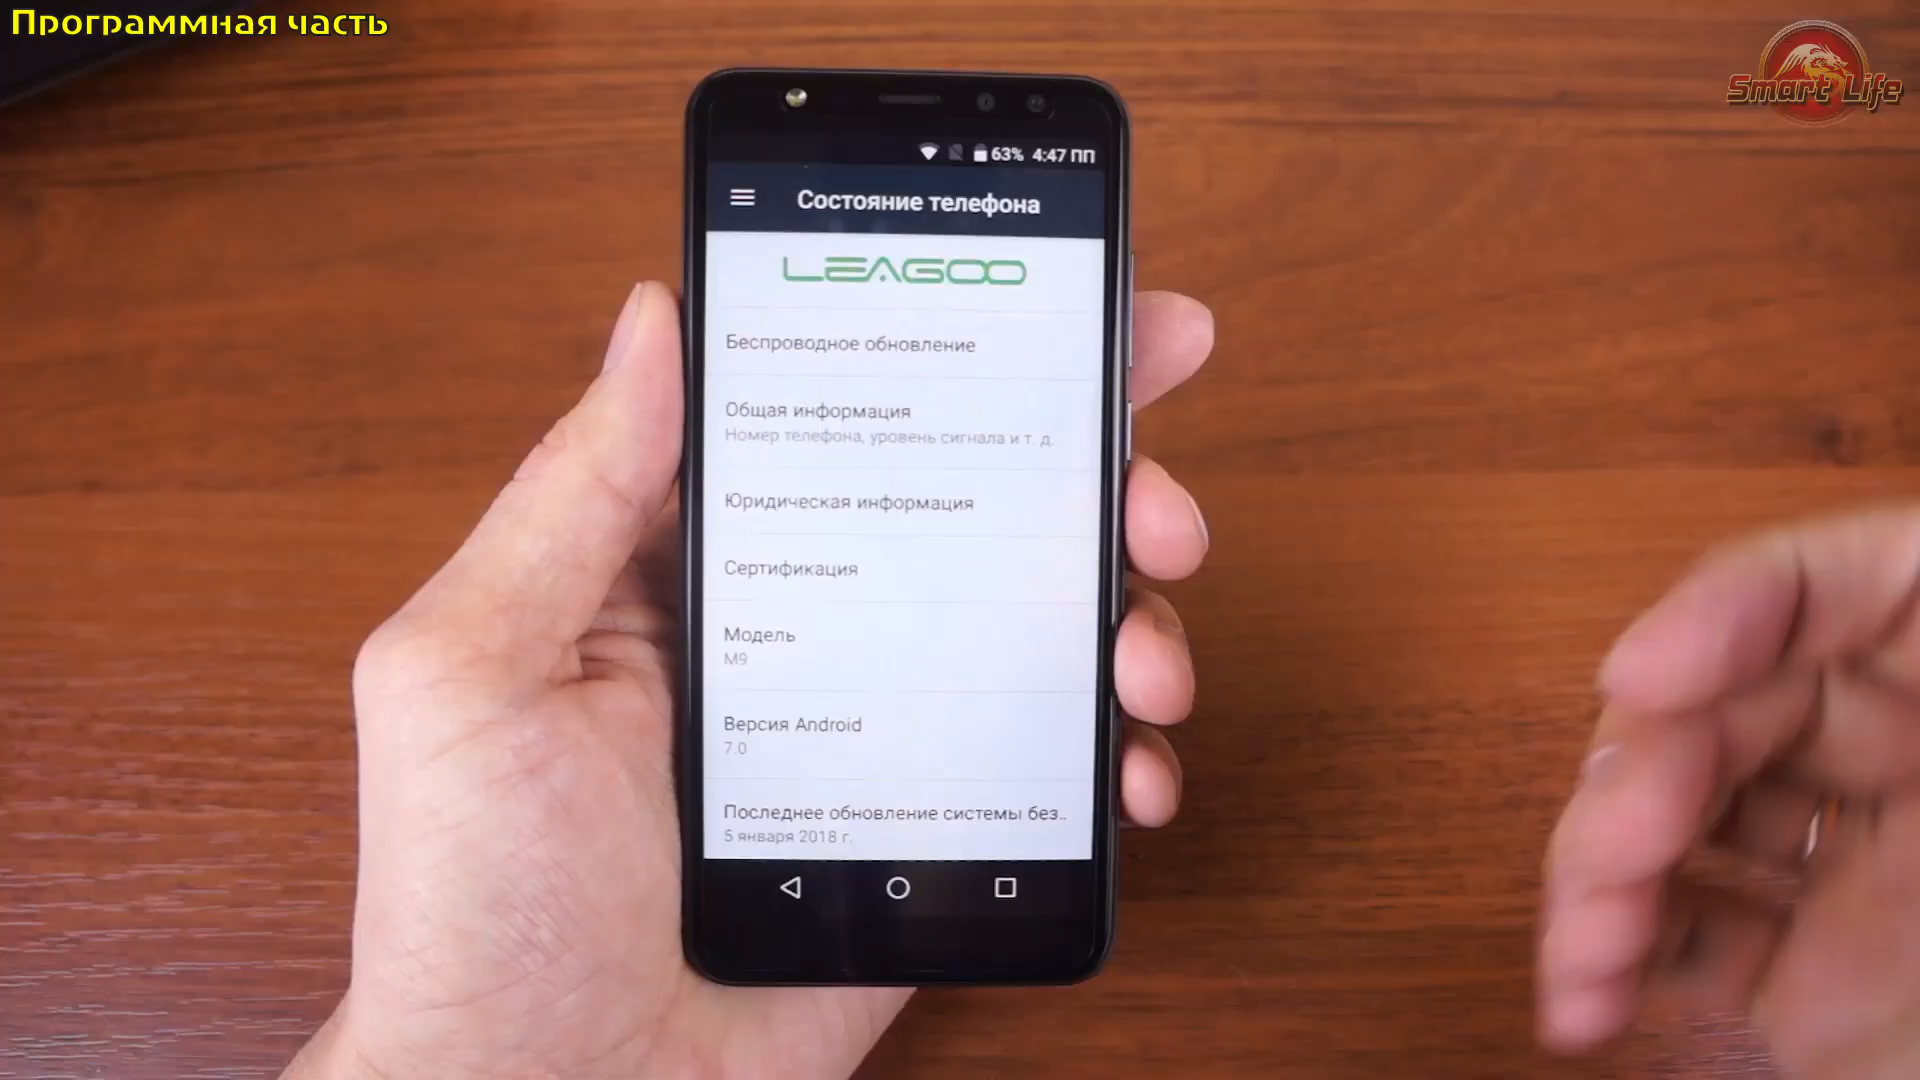 Программная часть
Smart Life
63% 4:47 ПП
Состояние телефона
LEAGOO
Беспроводное обновление
Общая информация
Номер телефона, уровень сигнала и т. д.
Юридическая информация
Сертификация
Модель
M9
Версия Android
7.0
Последнее обновление системы без..
5 января 2018 г.